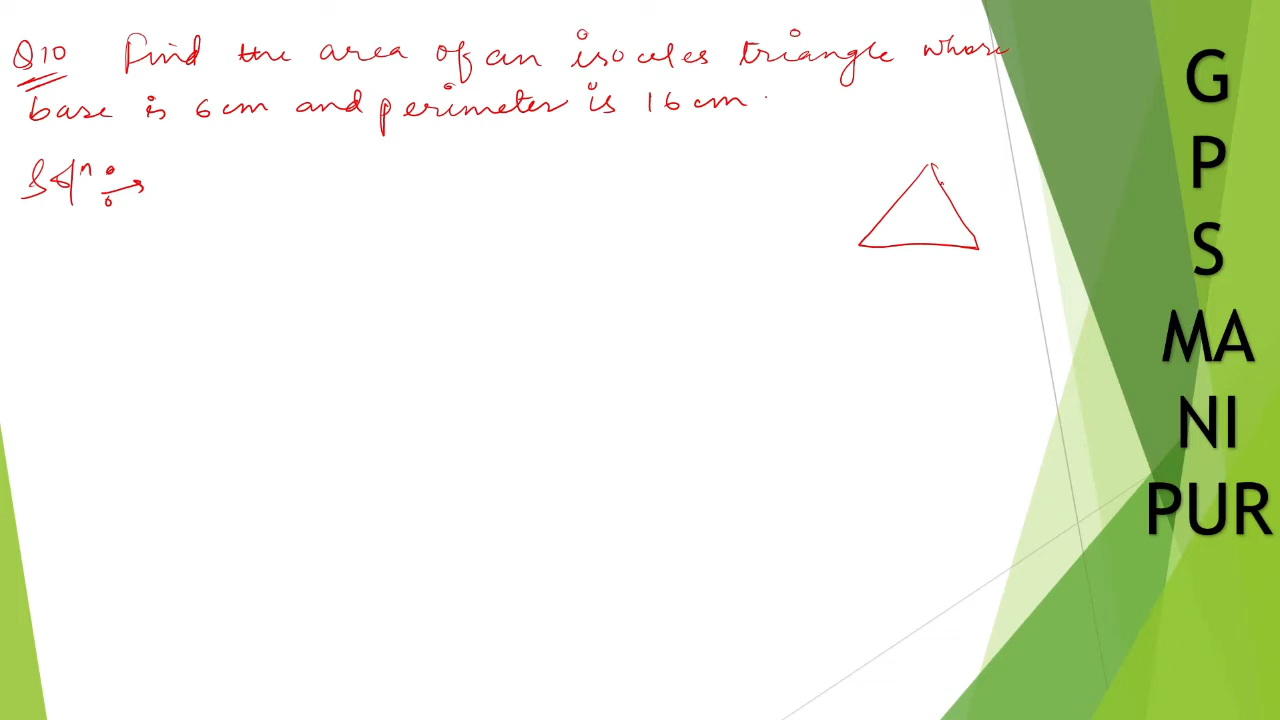 Q10 Find the area of an isoceles triangle whose
base is 6 cm and perimeter is 16 cm.
Solⁿ :→
G
P
S
MA
NI
PUR